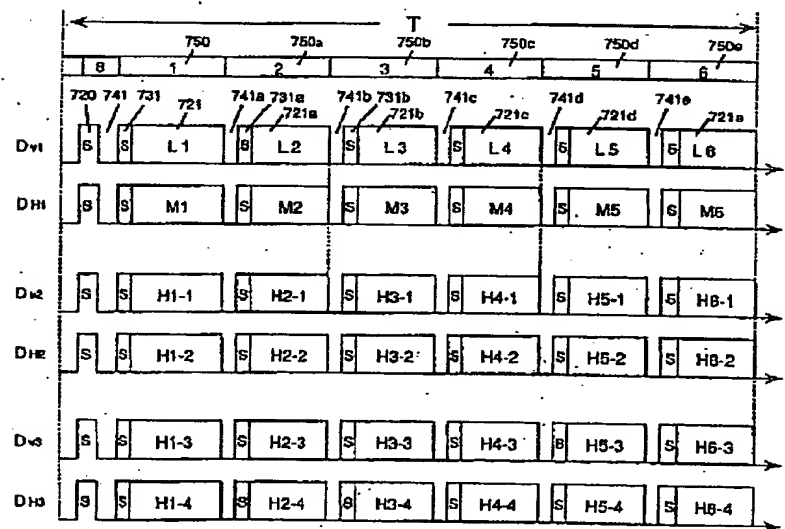 T
750 750a 750b 750c 750d 750e
S 1 2 3 4 5 6
720 741 731 721 741a 731a 721a 741b 731b 721b 741c 721c 741d 721d 741e 721e
DV1 S S L1 S L2 S L3 S L4 S L5 S L6
DH1 S S M1 S M2 S M3 S M4 S M5 S M6
DV2 S S H1-1 S H2-1 S H3-1 S H4-1 S H5-1 S H6-1
DH2 S S H1-2 S H2-2 S H3-2 S H4-2 S H5-2 S H6-2
DV3 S S H1-3 S H2-3 S H3-3 S H4-3 S H5-3 S H6-3
DH3 S S H1-4 S H2-4 S H3-4 S H4-4 S H5-4 S H6-4